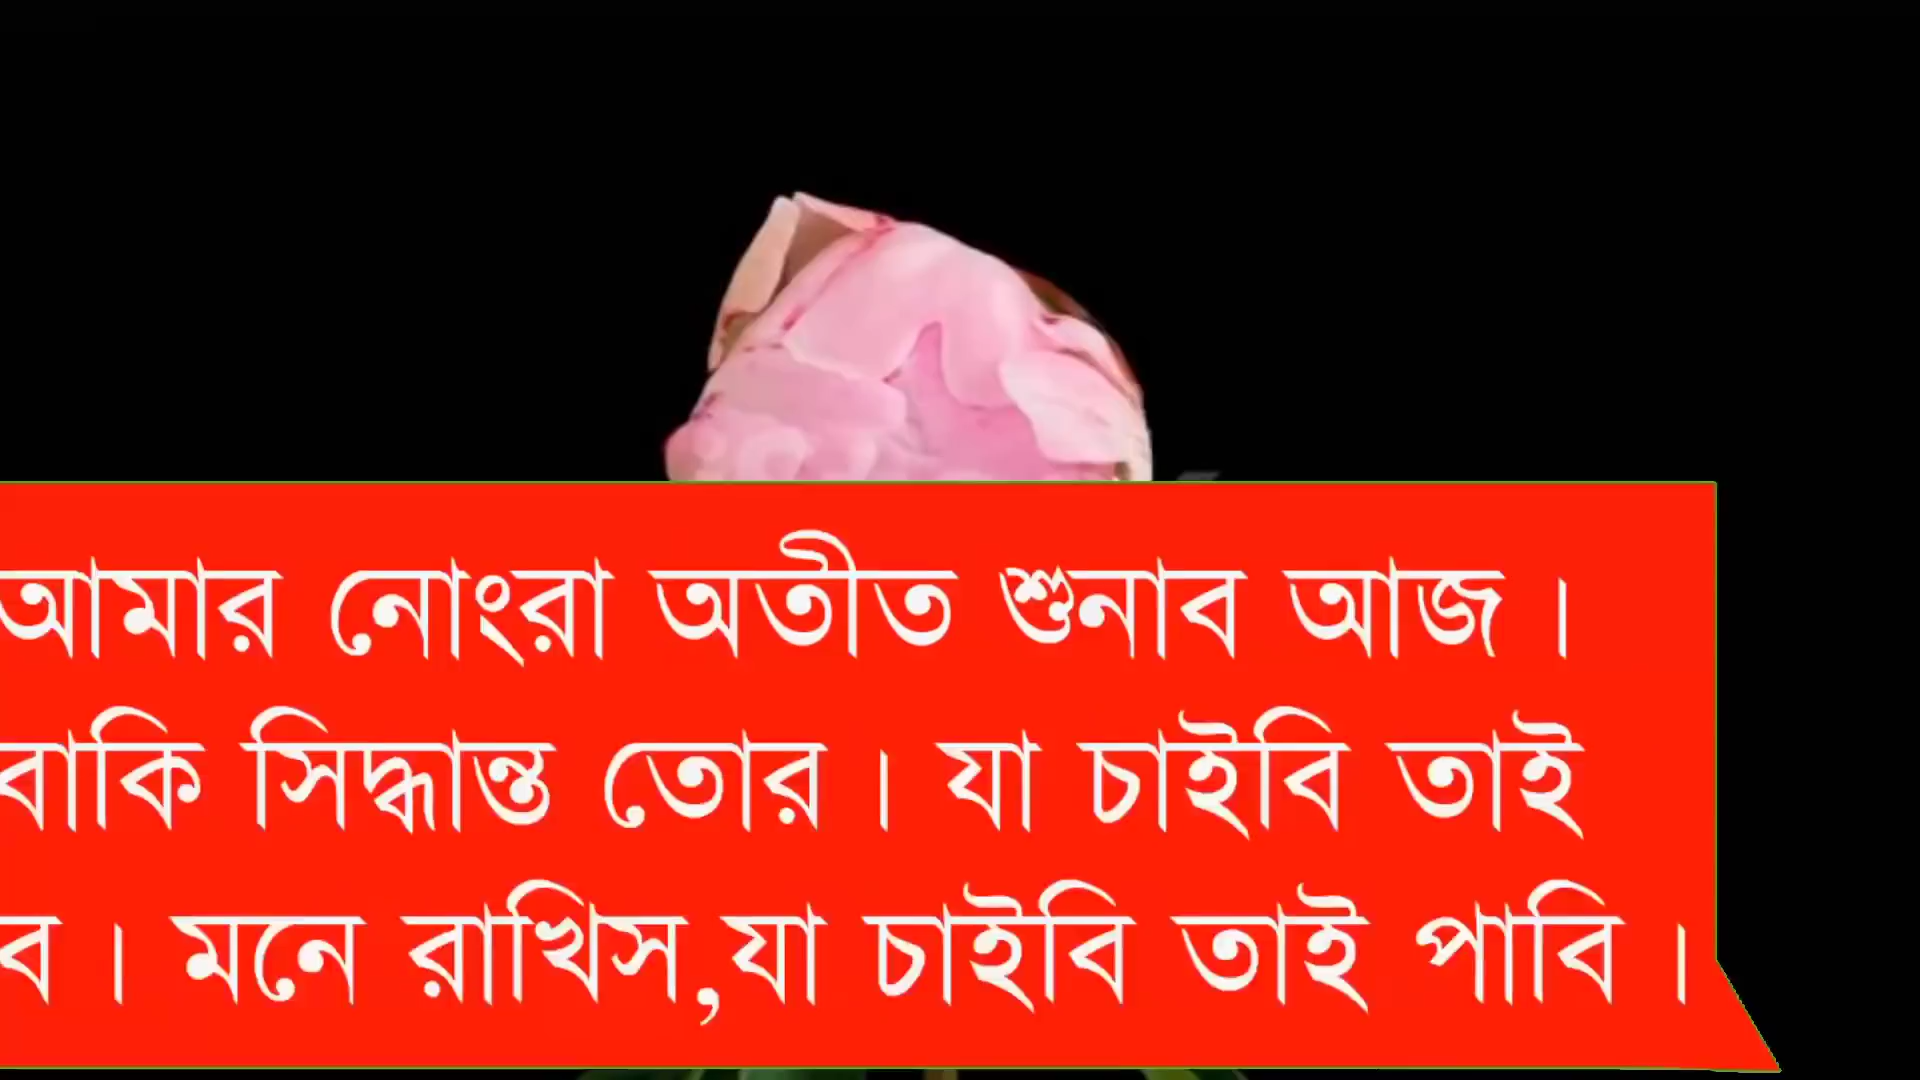 আমার নোংরা অতীত শুনাব আজ।
বাকি সিদ্ধান্ত তোর। যা চাইবি তাই
ব। মনে রাখিস,যা চাইবি তাই পাবি।